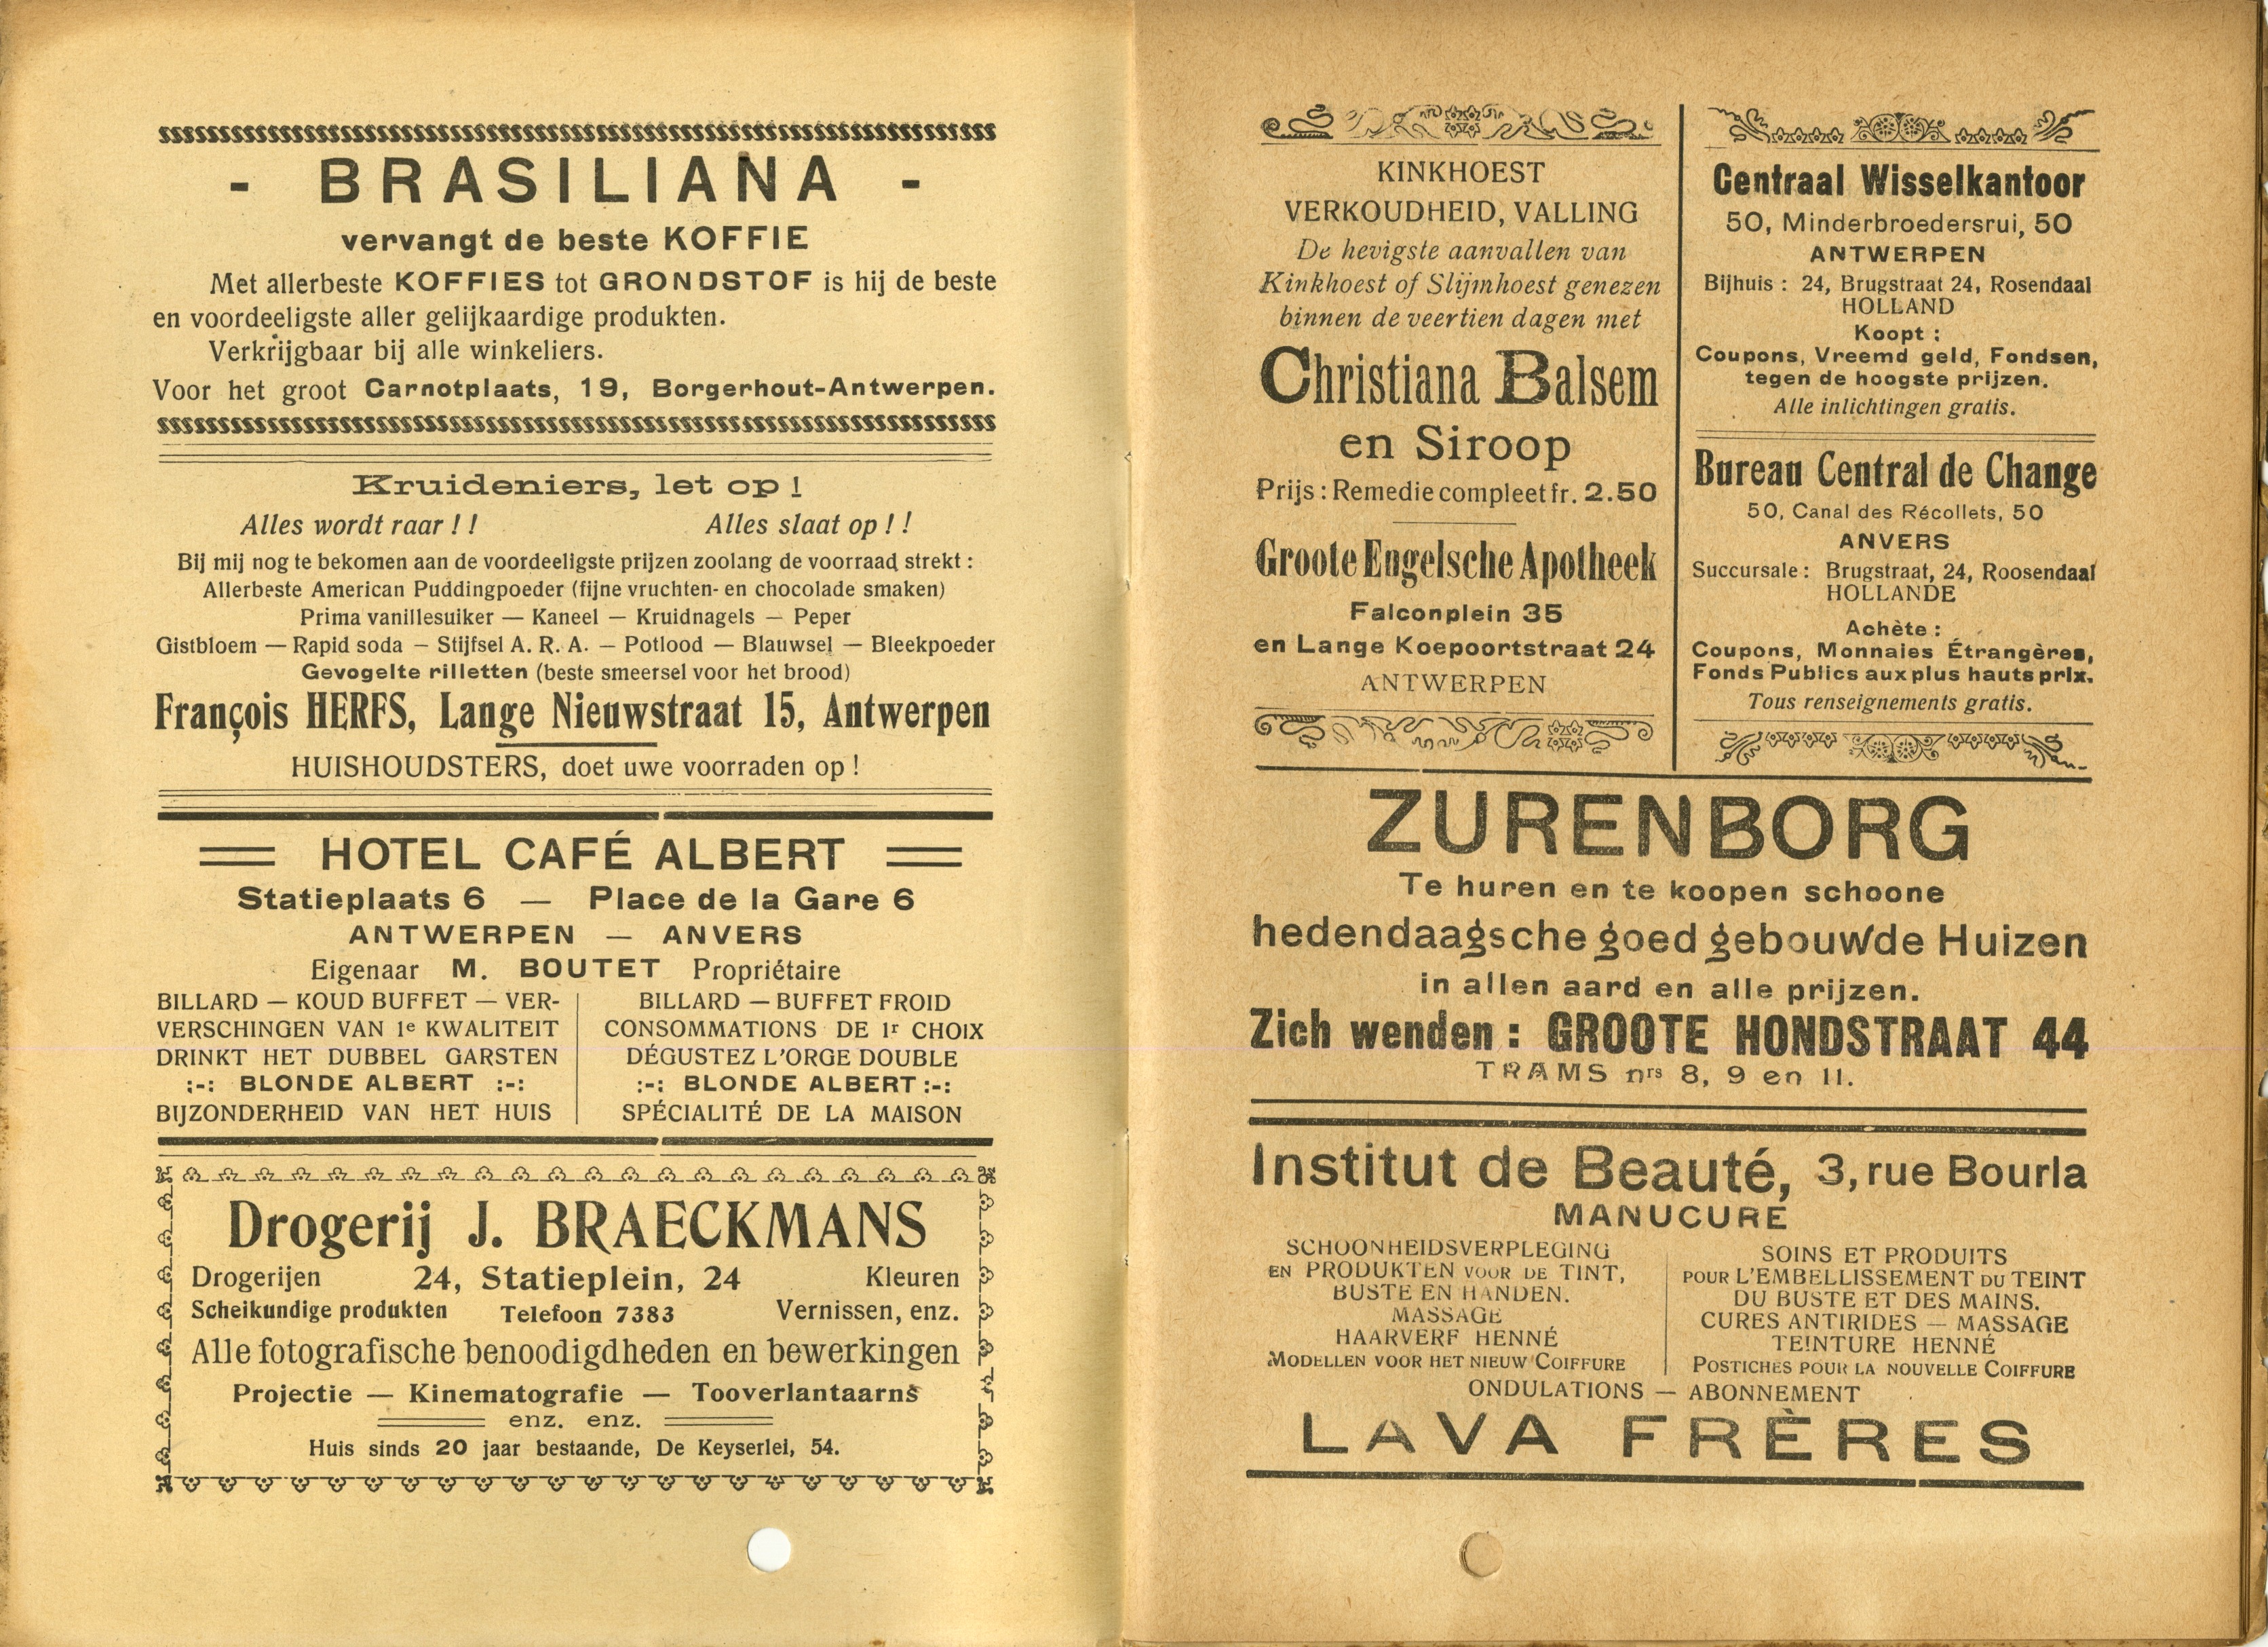 - BRASILIANA -
vervangt de beste KOFFIE
Met allerbeste KOFFIES tot GRONDSTOF is hij de beste
en voordeeligste aller gelijkaardige produkten.
Verkrijgbaar bij alle winkeliers.
Voor het groot Carnotplaats, 19, Borgerhout-Antwerpen.
Kruideniers, let op !
Alles wordt raar ! ! Alles slaat op ! !
Bij mij nog te bekomen aan de voordeeligste prijzen zoolang de voorraad strekt :
Allerbeste American Puddingpoeder (fijne vruchten- en chocolade smaken)
Prima vanillesuiker — Kaneel — Kruidnagels — Peper
Gistbloem — Rapid soda — Stijfsel A. R. A. — Potlood — Blauwsel — Bleekpoeder
Gevogelte rilletten (beste smeersel voor het brood)
François HERFS, Lange Nieuwstraat 15, Antwerpen
HUISHOUDSTERS, doet uwe voorraden op !
HOTEL CAFÉ ALBERT
Statieplaats 6 — Place de la Gare 6
ANTWERPEN — ANVERS
Eigenaar M. BOUTET Propriétaire
BILLARD — KOUD BUFFET — VER-
VERSCHINGEN VAN 1e KWALITEIT
DRINKT HET DUBBEL GARSTEN
:-: BLONDE ALBERT :-:
BIJZONDERHEID VAN HET HUIS
BILLARD — BUFFET FROID
CONSOMMATIONS DE 1r CHOIX
DÉGUSTEZ L'ORGE DOUBLE
:-: BLONDE ALBERT :-:
SPÉCIALITÉ DE LA MAISON
Drogerij J. BRAECKMANS
Drogerijen 24, Statieplein, 24 Kleuren
Scheikundige produkten Telefoon 7383 Vernissen, enz.
Alle fotografische benoodigdheden en bewerkingen
Projectie — Kinematografie — Tooverlantaarns
enz. enz.
Huis sinds 20 jaar bestaande, De Keyserlei, 54.
KINKHOEST
VERKOUDHEID, VALLING
De hevigste aanvallen van
Kinkhoest of Slijmhoest genezen
binnen de veertien dagen met
Christiana Balsem
en Siroop
Prijs : Remedie compleet fr. 2.50
Groote Engelsche Apotheek
Falconplein 35
en Lange Koepoortstraat 24
ANTWERPEN
Centraal Wisselkantoor
50, Minderbroedersrui, 50
ANTWERPEN
Bijhuis : 24, Brugstraat 24, Rosendaal
HOLLAND
Koopt :
Coupons, Vreemd geld, Fondsen,
tegen de hoogste prijzen.
Alle inlichtingen gratis.
Bureau Central de Change
50, Canal des Récollets, 50
ANVERS
Succursale : Brugstraat, 24, Roosendaal
HOLLANDE
Achète :
Coupons, Monnaies Étrangères,
Fonds Publics aux plus hauts prix.
Tous renseignements gratis.
ZURENBORG
Te huren en te koopen schoone
hedendaagsche goed gebouwde Huizen
in allen aard en alle prijzen.
Zich wenden : GROOTE HONDSTRAAT 44
TRAMS nrs 8, 9 en 11.
Institut de Beauté, 3, rue Bourla
MANUCURE
SCHOONHEIDSVERPLEGING
EN PRODUKTEN VOOR DE TINT,
BUSTE EN HANDEN.
MASSAGE
HAARVERF HENNÉ
MODELLEN VOOR HET NIEUW COIFFURE
SOINS ET PRODUITS
POUR L'EMBELLISSEMENT DU TEINT
DU BUSTE ET DES MAINS.
CURES ANTIRIDES — MASSAGE
TEINTURE HENNÉ
POSTICHES POUR LA NOUVELLE COIFFURE
ONDULATIONS — ABONNEMENT
LAVA FRÈRES